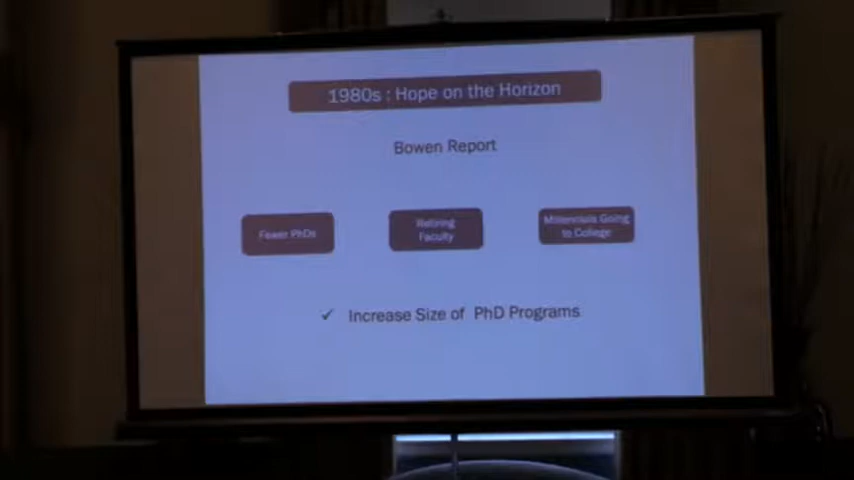 1980s : Hope on the Horizon
Bowen Report
Fewer PhDs
Retiring
Faculty
Millennials Going
to College
✓ Increase Size of PhD Programs